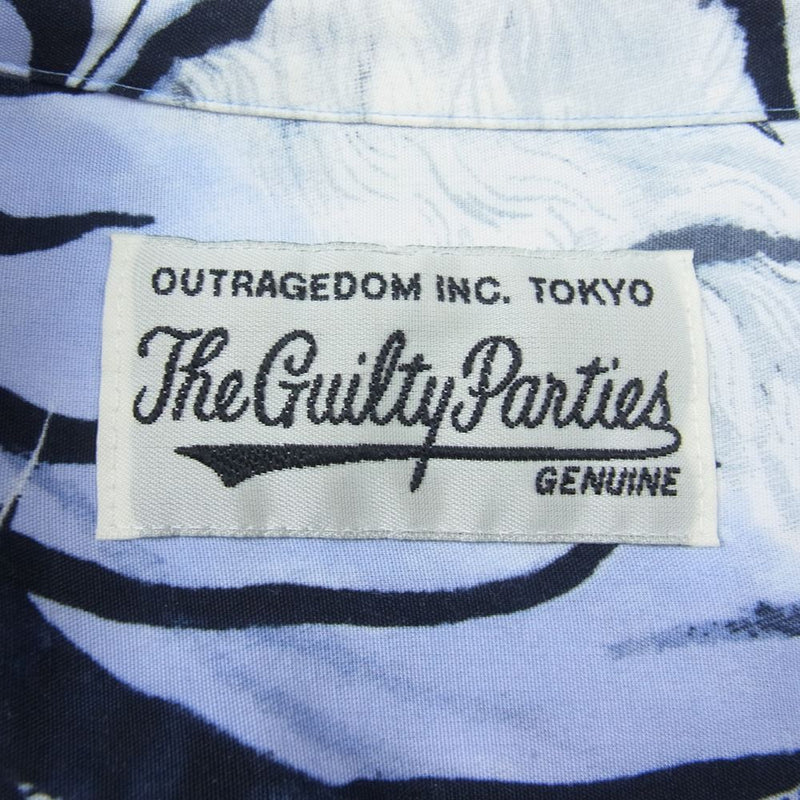 OUTRAGEDOM INC. TOKYO
The Guilty Parties
GENUINE